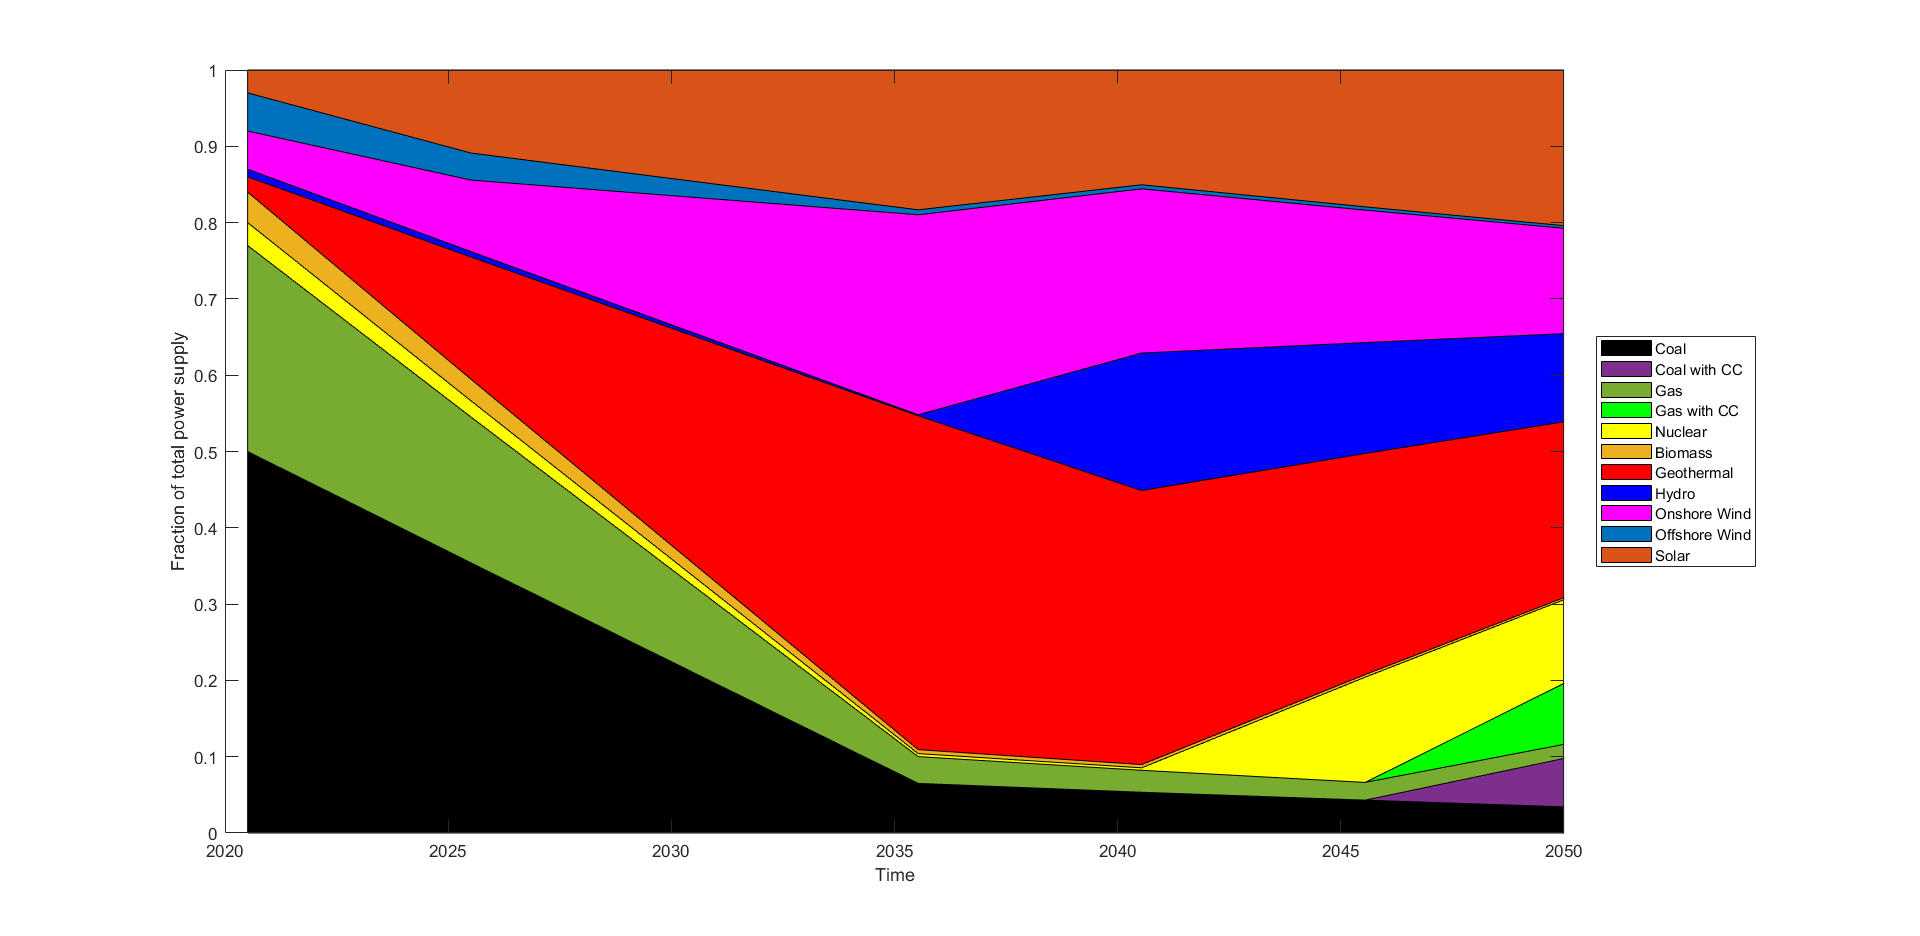 1
0.9
0.8
0.7
0.6
0.5
0.4
0.3
0.2
0.1
0
Fraction of total power supply
2020 2025 2030 2035 2040 2045 2050
Time
Coal
Coal with CC
Gas
Gas with CC
Nuclear
Biomass
Geothermal
Hydro
Onshore Wind
Offshore Wind
Solar